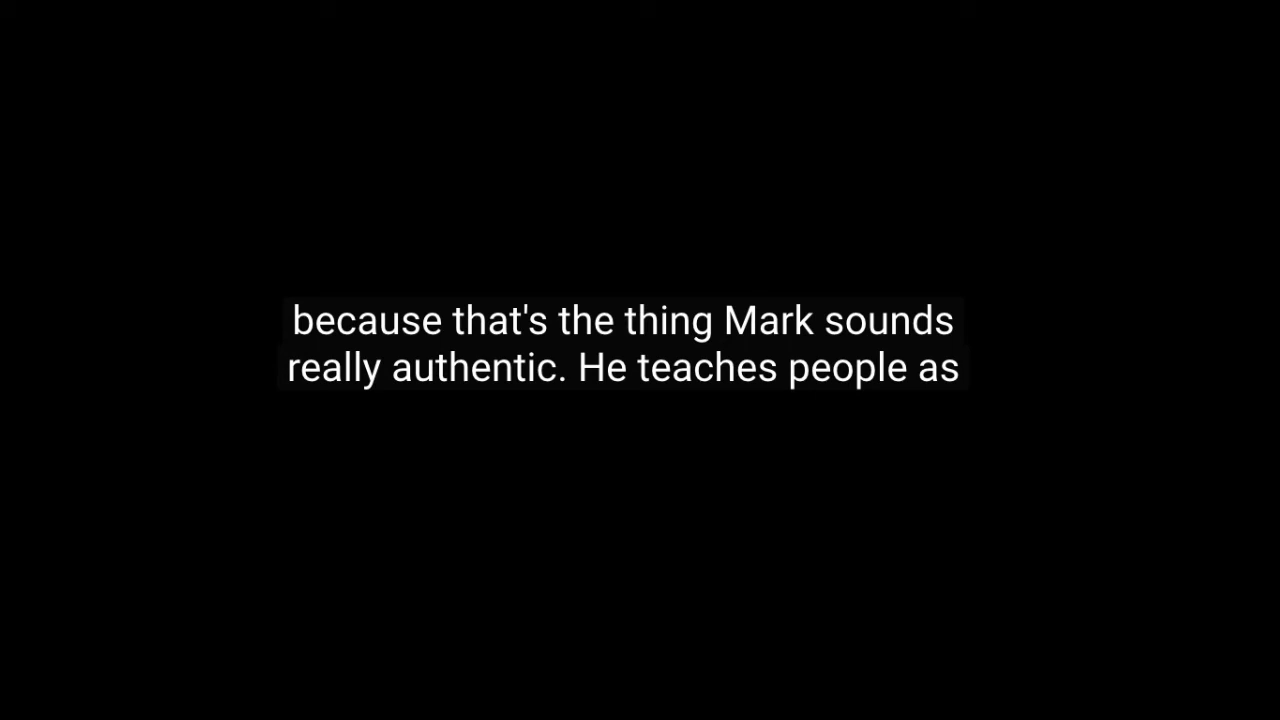 because that's the thing Mark sounds
really authentic. He teaches people as